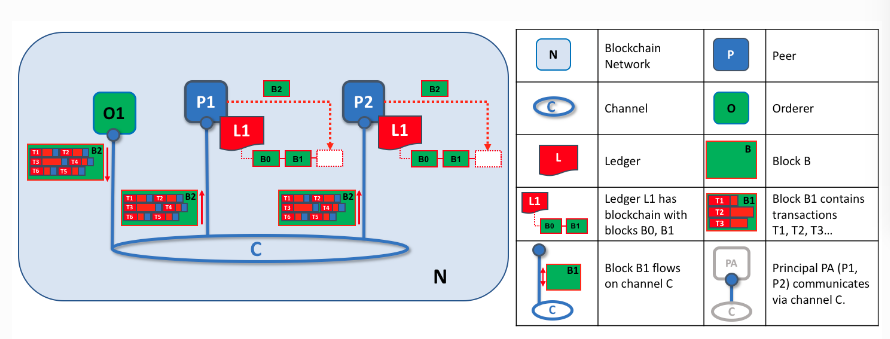 O1
T1 T2 B2
T3 T4
T6 T5
P1
B2
L1
B0 B1
T1 T2 B2
T3 T4
T6 T5
P2
B2
L1
B0 B1
T1 T2 B2
T3 T4
T6 T5
C
N
N
Blockchain
Network
P
Peer
C
Channel
O
Orderer
L
Ledger
B
Block B
L1
B0 B1
Ledger L1 has
blockchain with
blocks B0, B1
T1 B1
T2
T3
Block B1 contains
transactions
T1, T2, T3...
B1
C
Block B1 flows
on channel C
PA
C
Principal PA (P1,
P2) communicates
via channel C.